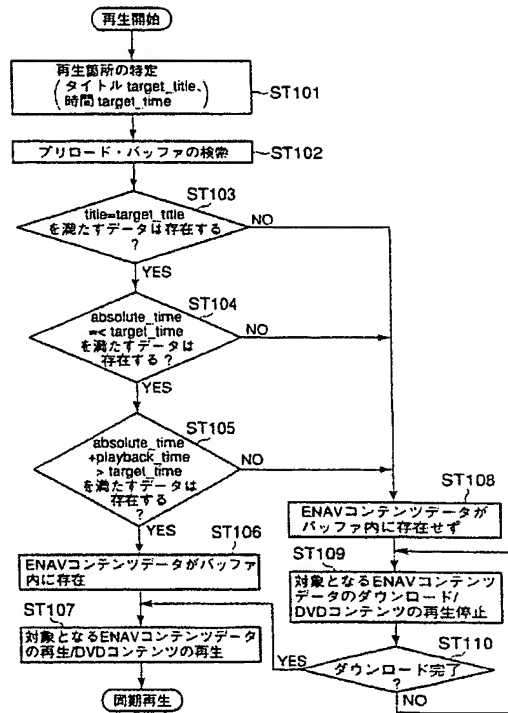 再生開始
再生箇所の特定
(タイトル target_title、
時間 target_time)
ST101
プリロード・バッファの検索
ST102
ST103
title=target_title
を満たすデータは存在する
?
NO
YES
ST104
absolute_time
=< target_time
を満たすデータは
存在する?
NO
YES
ST105
absolute_time
+playback_time
> target_time
を満たすデータは
存在する
?
NO
YES
ST106
ENAVコンテンツデータがバッファ
内に存在
ST107
対象となるENAVコンテンツデータ
の再生/DVDコンテンツの再生
同期再生
ST108
ENAVコンテンツデータが
バッファ内に存在せず
ST109
対象となるENAVコンテンツ
データのダウンロード/
DVDコンテンツの再生停止
ST110
ダウンロード完了
?
YES
NO